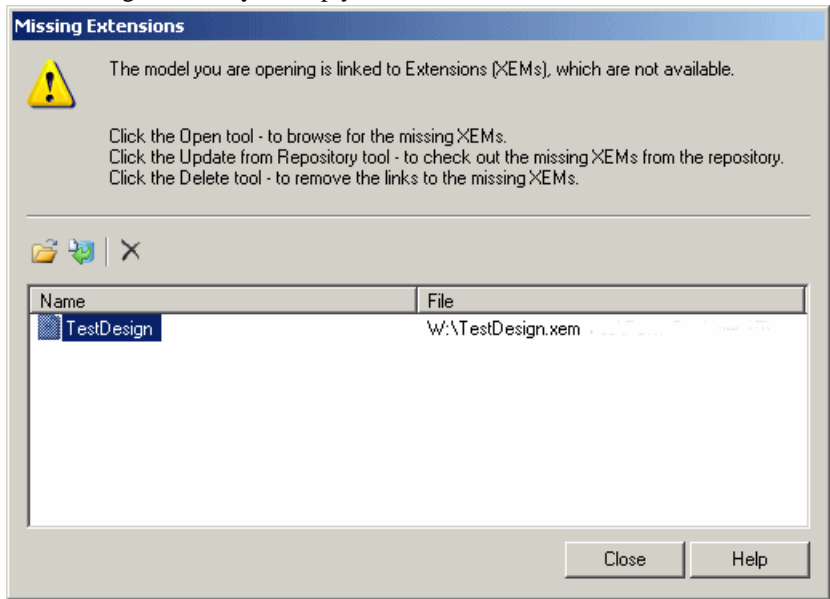 Missing Extensions
The model you are opening is linked to Extensions (XEMs), which are not available.
Click the Open tool - to browse for the missing XEMs.
Click the Update from Repository tool - to check out the missing XEMs from the repository.
Click the Delete tool - to remove the links to the missing XEMs.
Name File
TestDesign W:\TestDesign.xem
Close Help